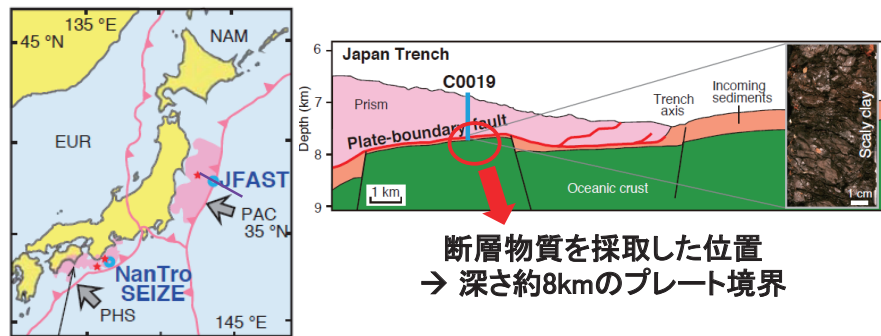 135 °E
45 °N
NAM
EUR
JFAST
PAC
35 °N
NanTro
SEIZE
PHS
145 °E
Japan Trench
C0019
Depth (km)
6
7
8
9
Prism
Plate-boundary fault
Trench
axis
Incoming
sediments
Oceanic crust
1 km
Scaly clay
1 cm
断層物質を採取した位置
→ 深さ約8kmのプレート境界